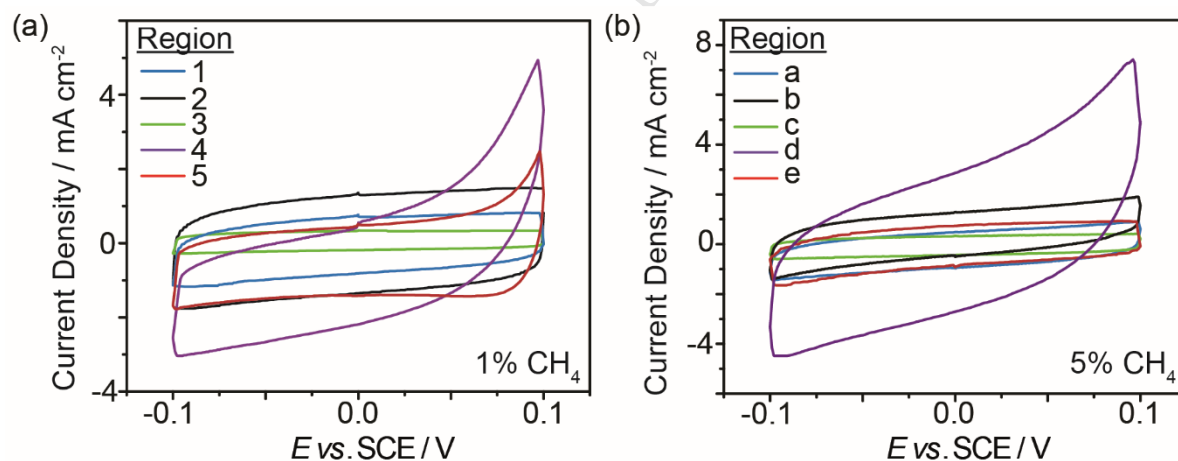 (a)
Region
1
2
3
4
5
4
0
-4
Current Density / mA cm⁻²
1% CH₄
-0.1
0.0
0.1
E vs. SCE / V
(b)
Region
a
b
c
d
e
8
4
0
-4
Current Density / mA cm⁻²
5% CH₄
-0.1
0.0
0.1
E vs. SCE / V